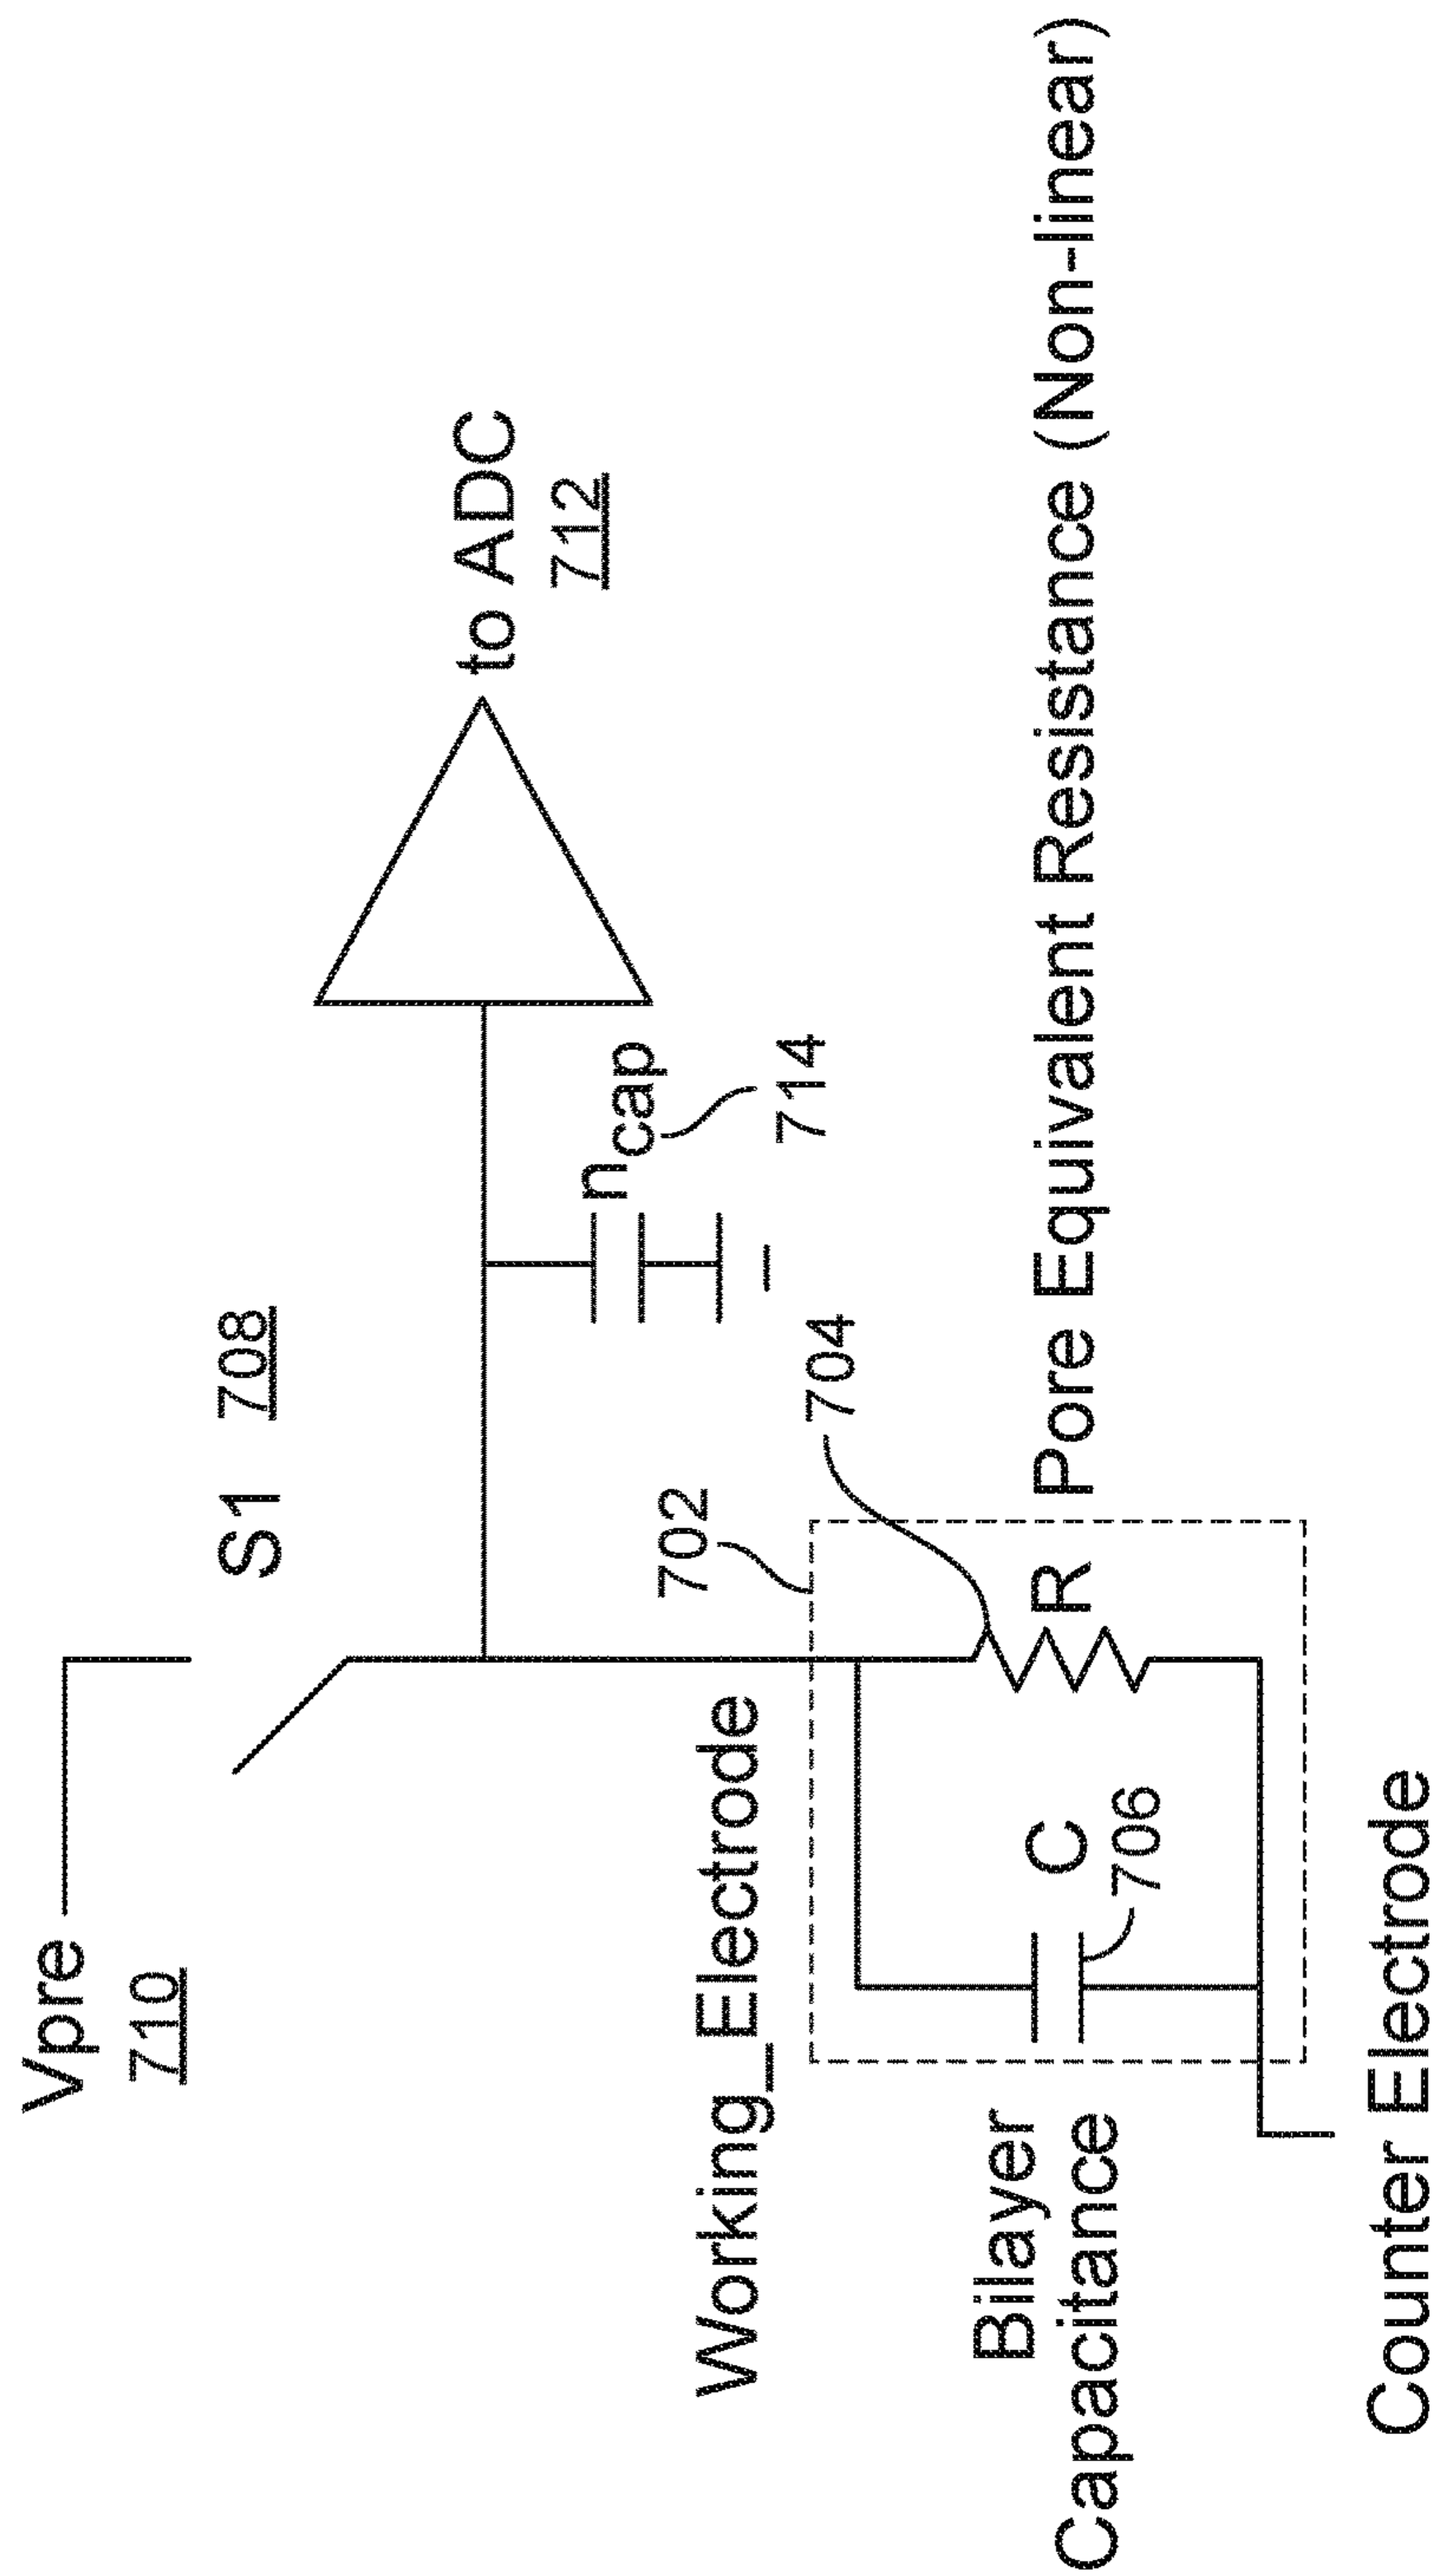 Vpre
710
S1 708
to ADC
712
n cap
714
Working_Electrode
702
704
Bilayer
Capacitance
C
706
R
Pore Equivalent Resistance (Non-linear)
Counter Electrode